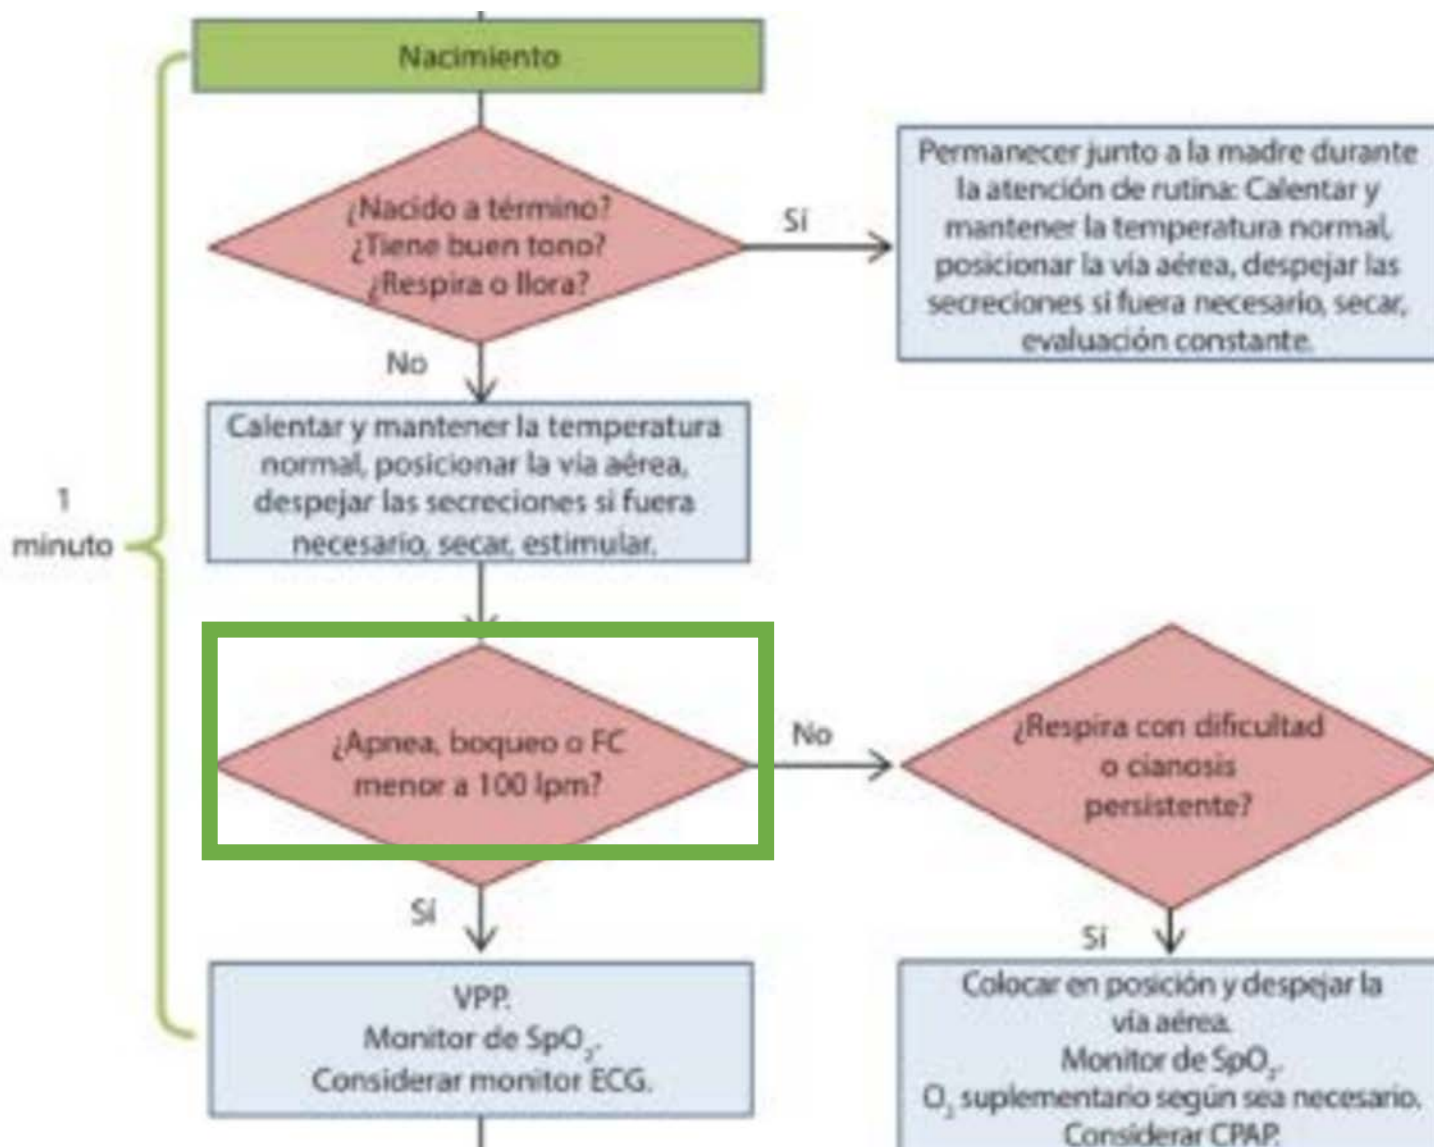 Nacimiento
¿Nacido a término?
¿Tiene buen tono?
¿Respira o llora?
Sí
Permanecer junto a la madre durante
la atención de rutina: Calentar y
mantener la temperatura normal,
posicionar la vía aérea, despejar las
secreciones si fuera necesario, secar,
evaluación constante.
No
Calentar y mantener la temperatura
normal, posicionar la vía aérea,
despejar las secreciones si fuera
necesario, secar, estimular.
1
minuto
¿Apnea, boqueo o FC
menor a 100 lpm?
No
¿Respira con dificultad
o cianosis
persistente?
Sí
VPP.
Monitor de SpO₂.
Considerar monitor ECG.
Sí
Colocar en posición y despejar la
vía aérea.
Monitor de SpO₂.
O₂ suplementario según sea necesario.
Considerar CPAP.